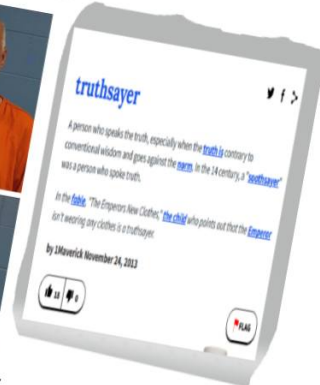 truthsayer
A person who speaks the truth, especially when the truth is contrary to
conventional wisdom and goes against the norm. In the 14 century, a "soothsayer"
was a person who spoke truth.
In the fable, "The Emperors New Clothes," the child who points out that the Emperor
isn't wearing any clothes is a truthsayer.
by 1Maverick November 24, 2013
10
0
FLAG